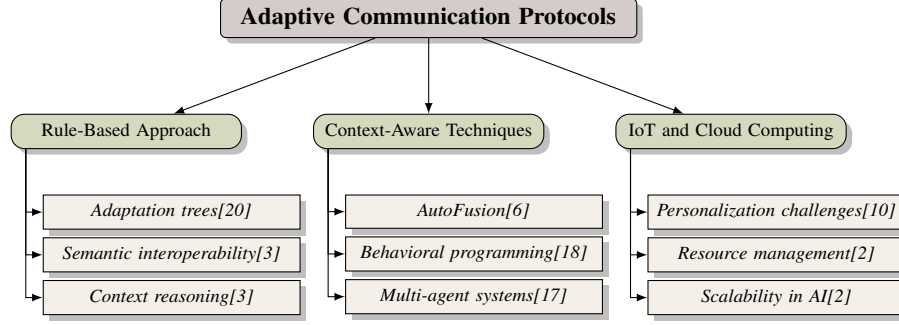 Adaptive Communication Protocols
Rule-Based Approach
Context-Aware Techniques
IoT and Cloud Computing
Adaptation trees[20]
Semantic interoperability[3]
Context reasoning[3]
AutoFusion[6]
Behavioral programming[18]
Multi-agent systems[17]
Personalization challenges[10]
Resource management[2]
Scalability in AI[2]